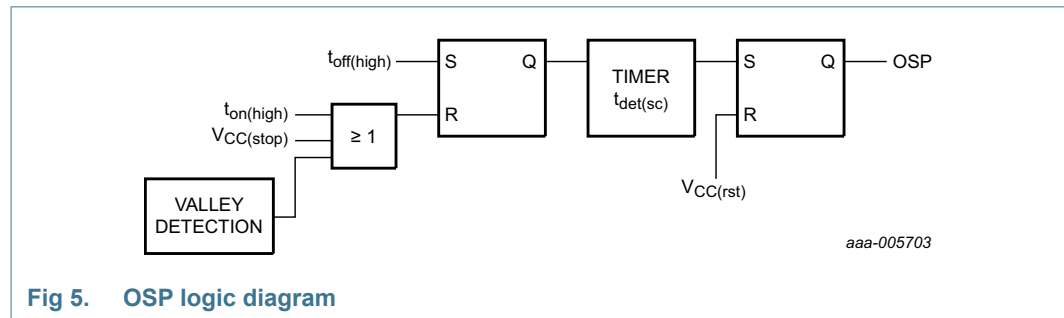 toff(high)
S
Q
TIMER
tdet(sc)
S
Q
OSP
ton(high)
VCC(stop)
≥ 1
R
R
VALLEY
DETECTION
VCC(rst)
aaa-005703
Fig 5. OSP logic diagram